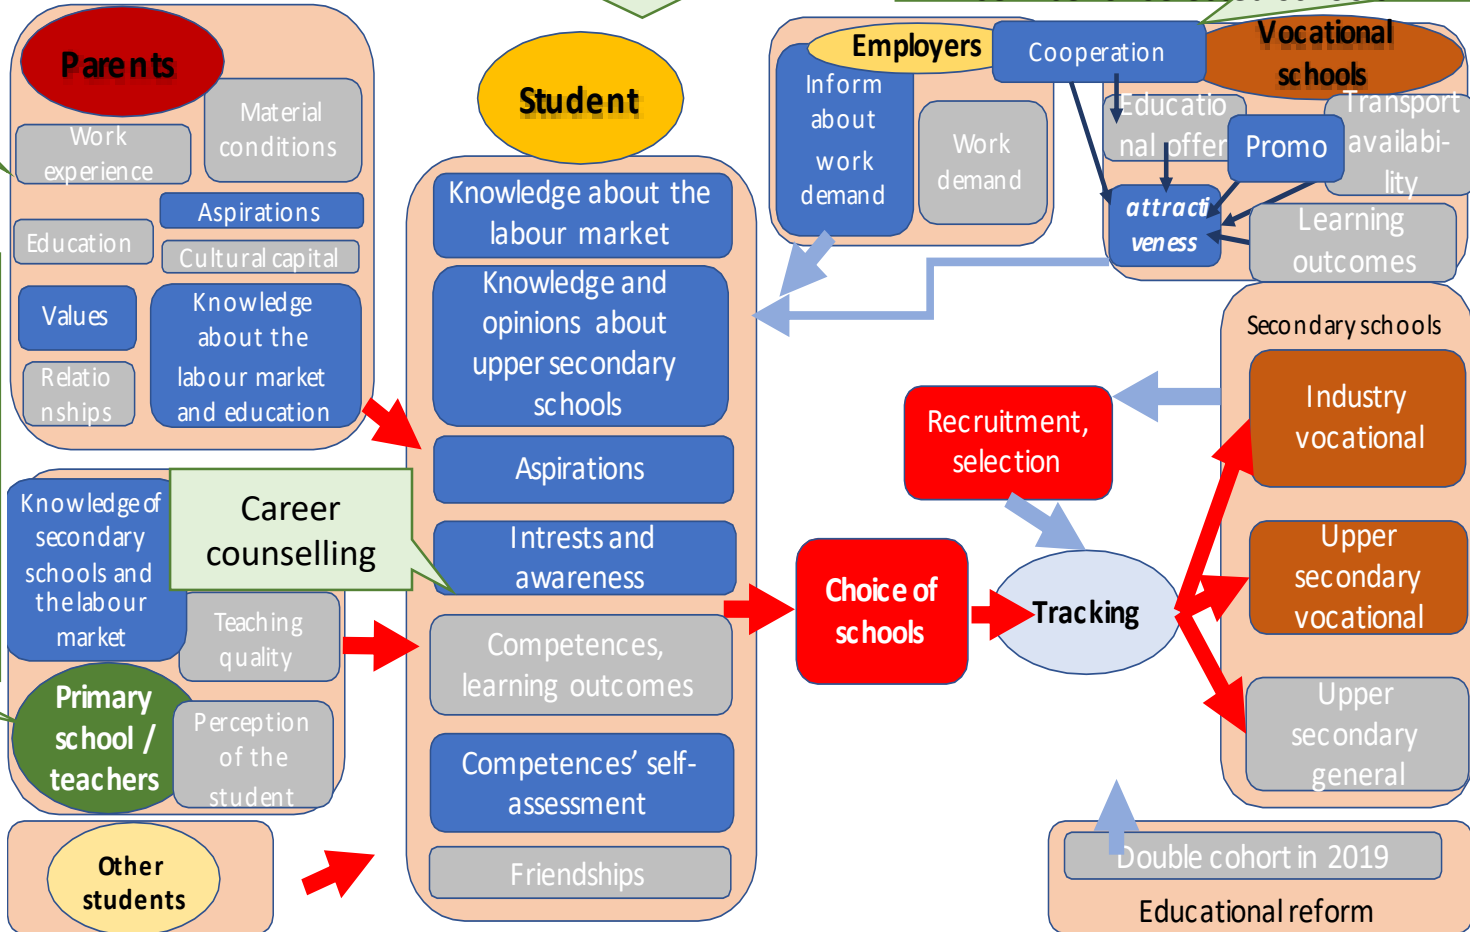 Parents
Material
conditions
Work
experience
Aspirations
Education
Cultural capital
Values
Knowledge
about the
labour market
and education
Relatio
nships
Knowledge of
secondary
schools and
the labour
market
Teaching
quality
Primary
school /
teachers
Perception
of the
student
Other
students
Career
counselling
Student
Knowledge about the
labour market
Knowledge and
opinions about
upper secondary
schools
Aspirations
Intrests and
awareness
Competences,
learning outcomes
Competences' self-
assessment
Friendships
Employers
Inform
about
work
demand
Work
demand
Cooperation
Vocational
schools
Educatio
nal offer
Promo
Transport
availabi-
lity
attracti
veness
Learning
outcomes
Secondary schools
Industry
vocational
Upper
secondary
vocational
Upper
secondary
general
Recruitment,
selection
Choice of
schools
Tracking
Double cohort in 2019
Educational reform